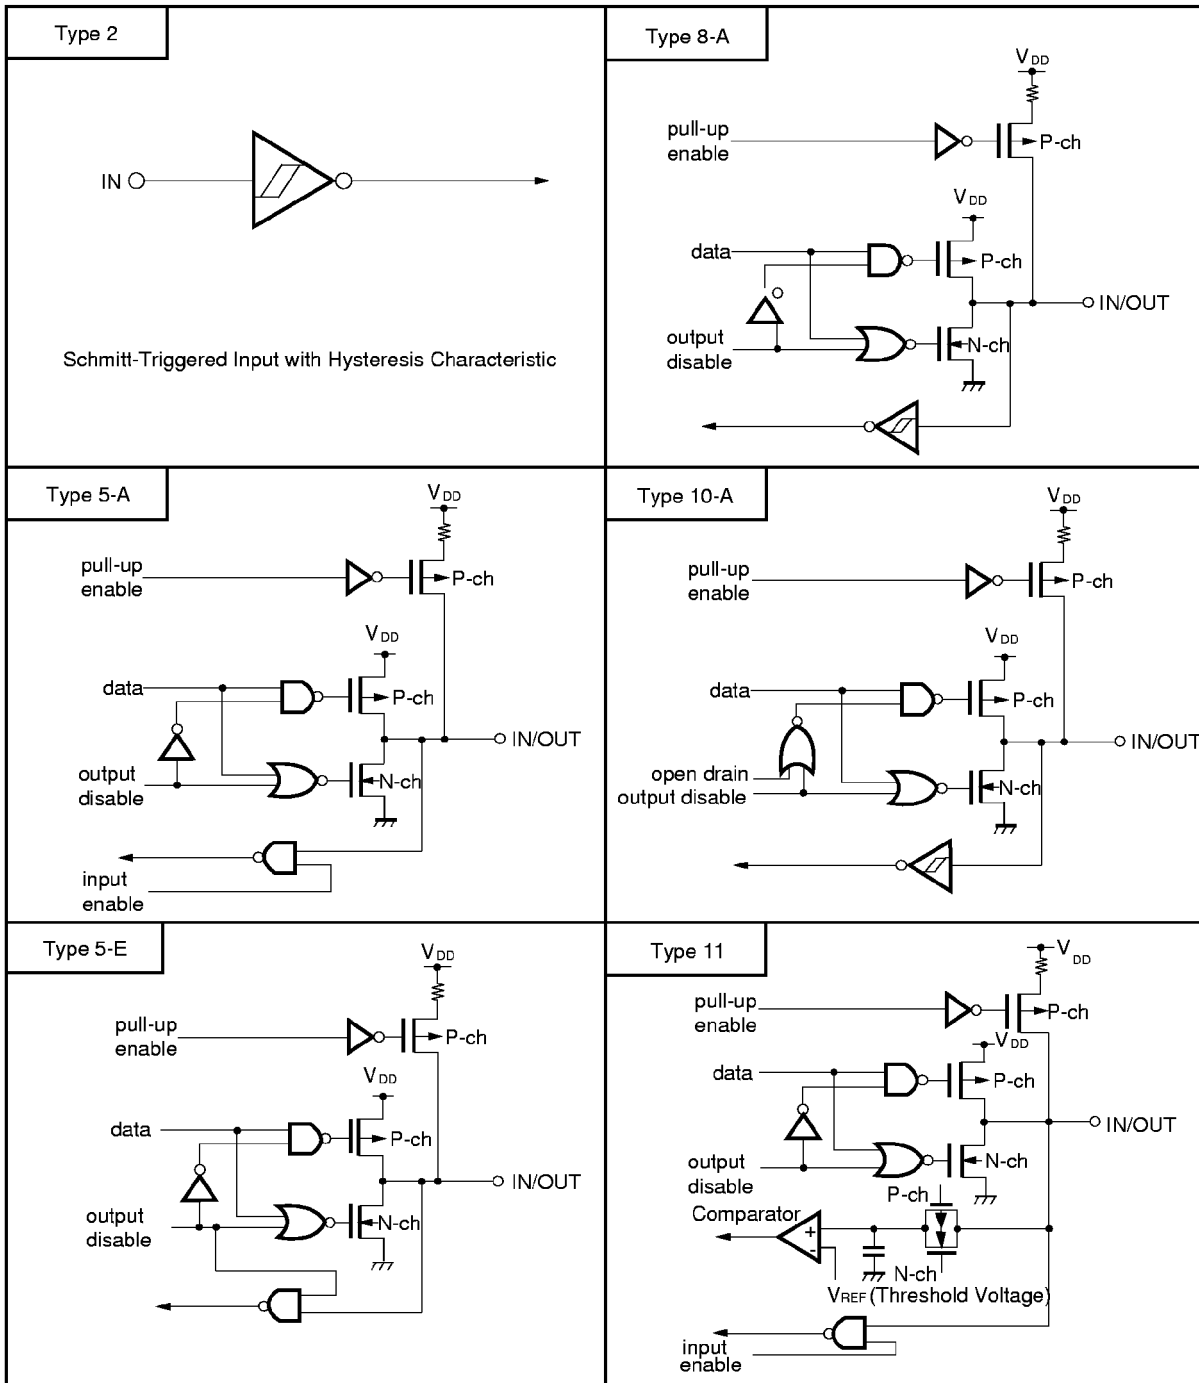 Type 2
IN
Schmitt-Triggered Input with Hysteresis Characteristic
Type 8-A
VDD
pull-up
enable
P-ch
VDD
data
P-ch
IN/OUT
output
disable
N-ch
Type 5-A
VDD
pull-up
enable
P-ch
VDD
data
P-ch
IN/OUT
output
disable
N-ch
input
enable
Type 10-A
VDD
pull-up
enable
P-ch
VDD
data
P-ch
IN/OUT
open drain
output disable
N-ch
Type 5-E
VDD
pull-up
enable
P-ch
VDD
data
P-ch
IN/OUT
output
disable
N-ch
Type 11
VDD
pull-up
enable
P-ch
VDD
data
P-ch
IN/OUT
output
disable
N-ch
P-ch
Comparator
+
-
N-ch
VREF (Threshold Voltage)
input
enable